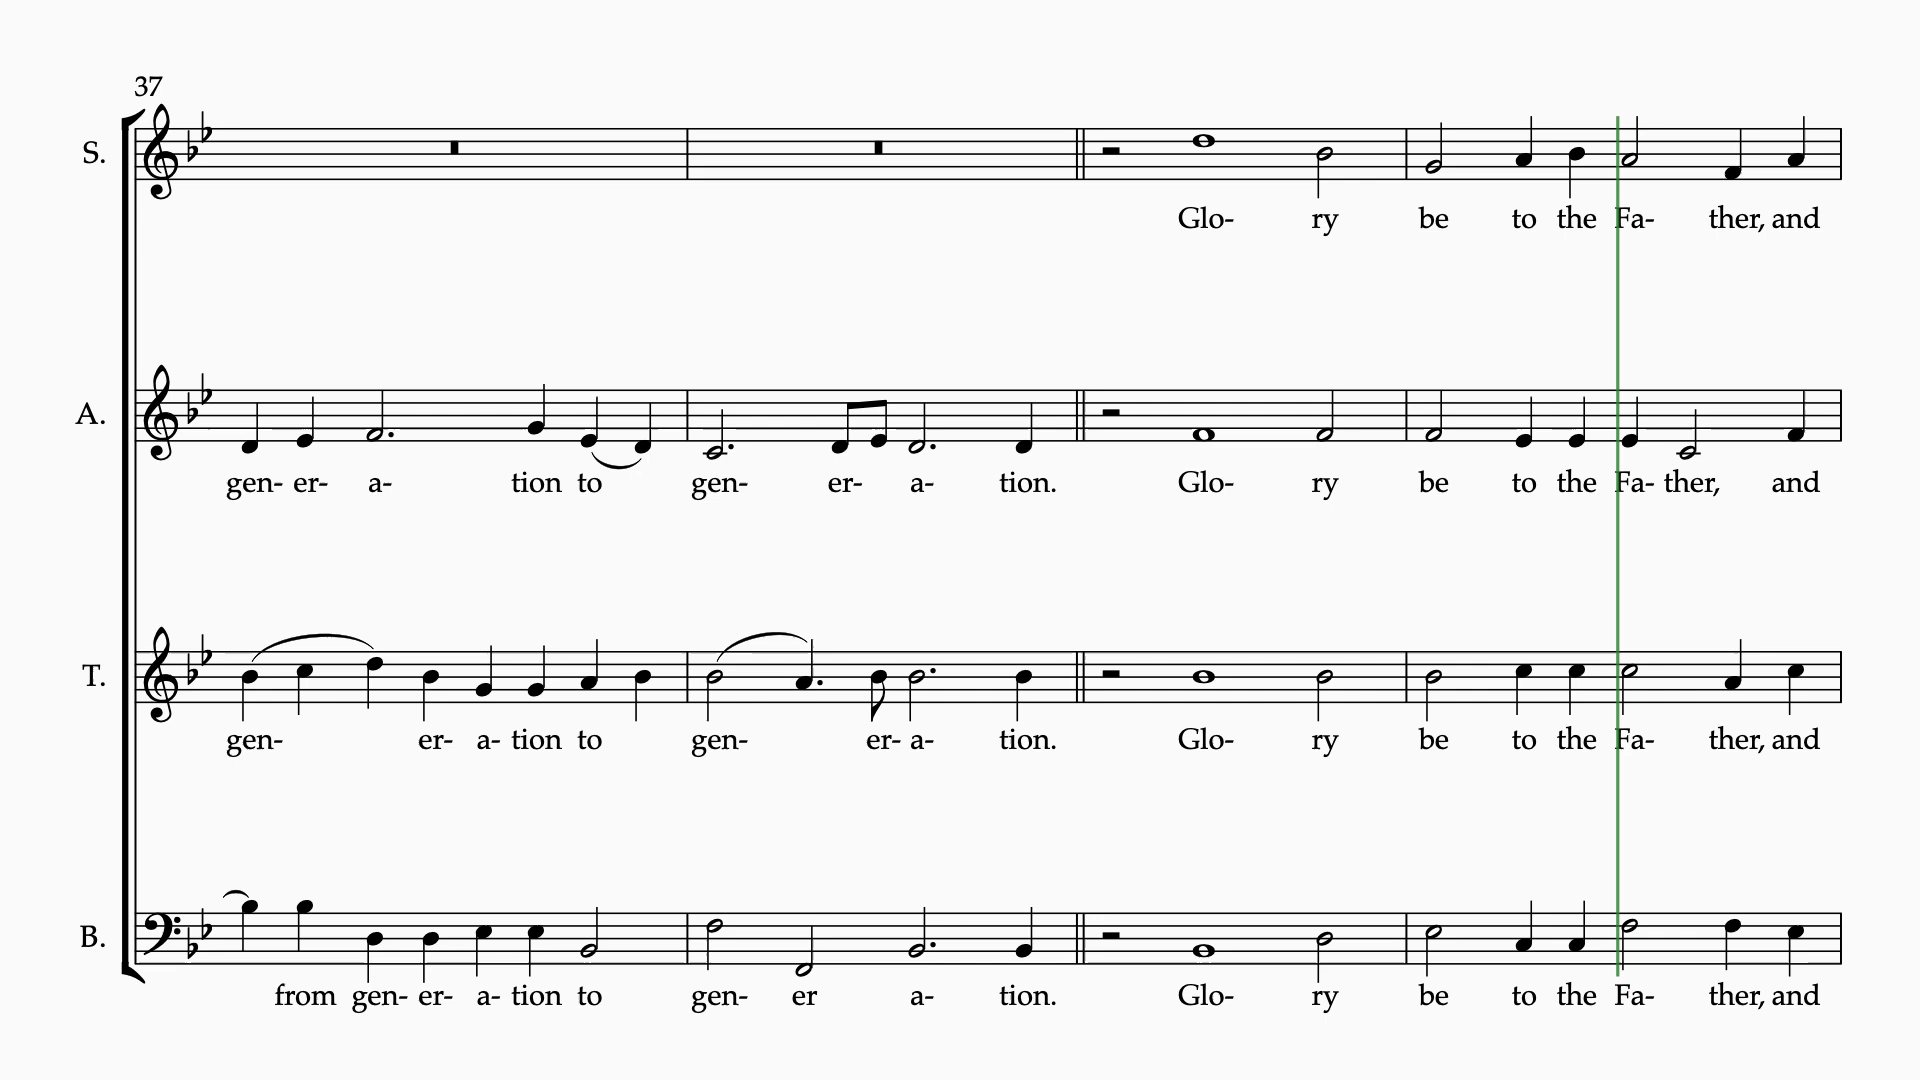 37
S.
Glo- ry be to the Fa- ther, and
A.
gen- er- a- tion to gen- er- a- tion. Glo- ry be to the Fa- ther, and
T.
gen- er- a- tion to gen- er- a- tion. Glo- ry be to the Fa- ther, and
B.
from gen- er- a- tion to gen- er a- tion. Glo- ry be to the Fa- ther, and